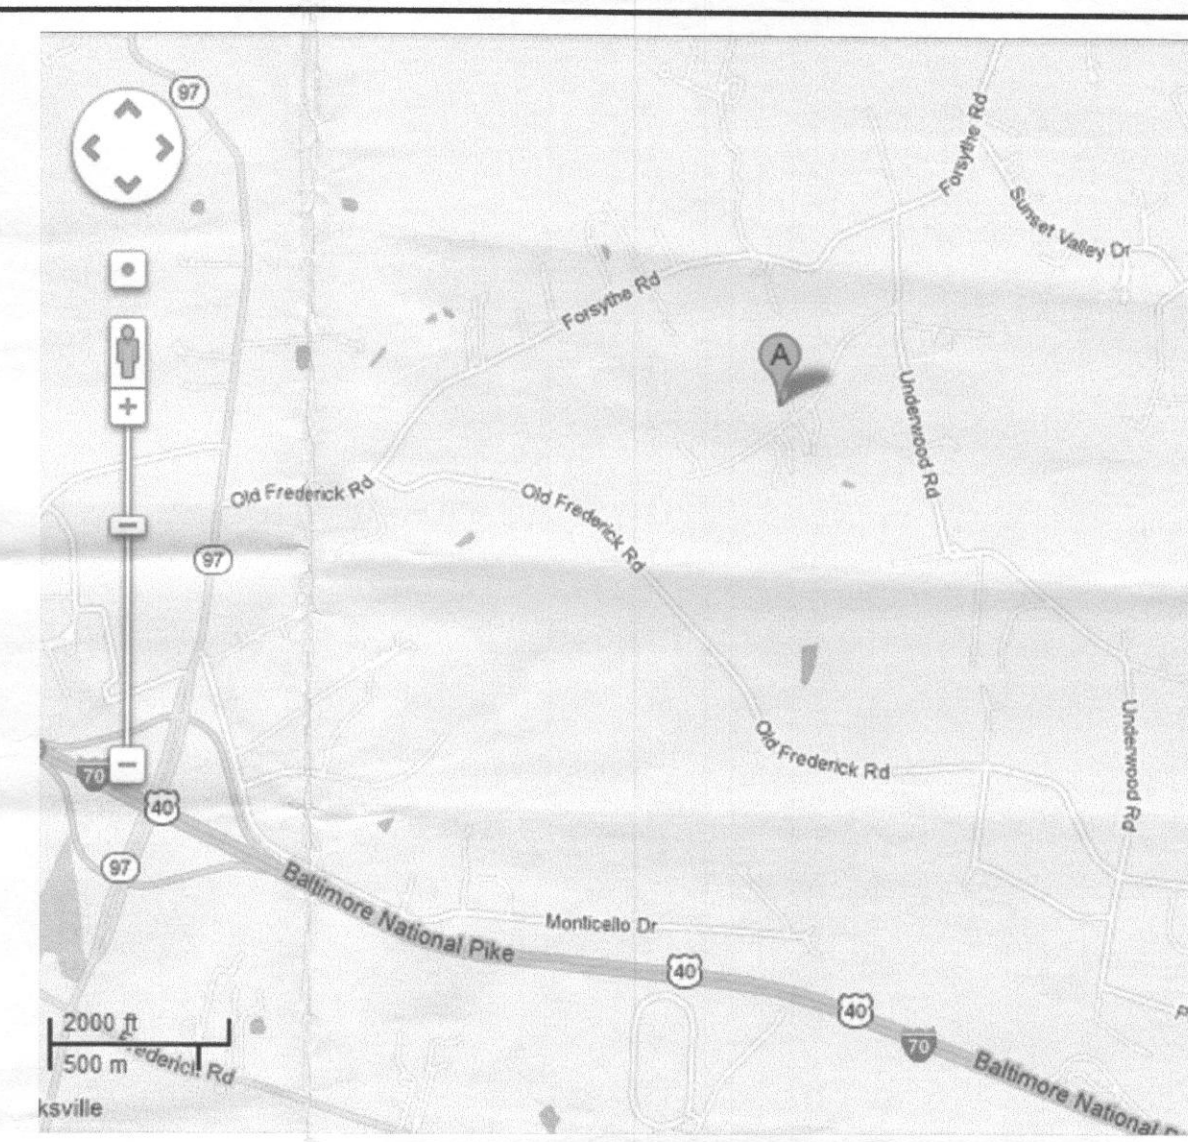 97
Forsythe Rd
Sunset Valley Dr
Forsythe Rd
A
+
Underwood Rd
Old Frederick Rd
Old Frederick Rd
97
Old Frederick Rd
Underwood Rd
70
40
97
Baltimore National Pike
Monticello Dr
40
40
70
Baltimore National
2000 ft
500 m
Frederick Rd
ksville